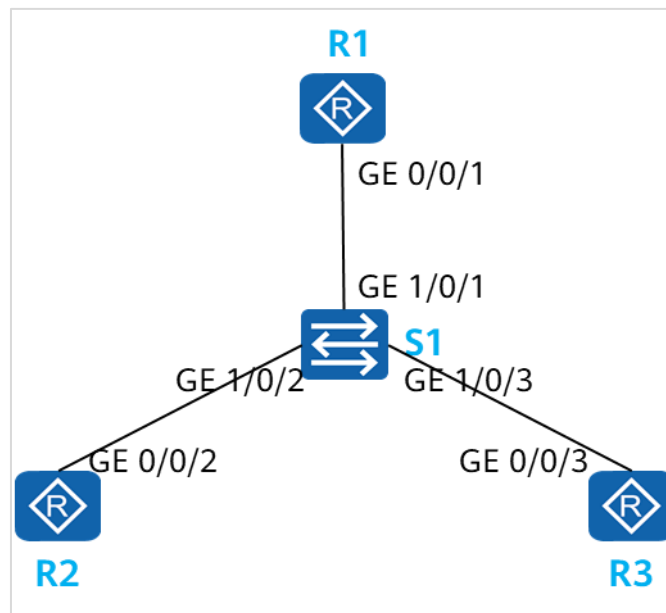 R1
R
GE 0/0/1
GE 1/0/1
S1
GE 1/0/2
GE 1/0/3
GE 0/0/2
GE 0/0/3
R
R
R2
R3